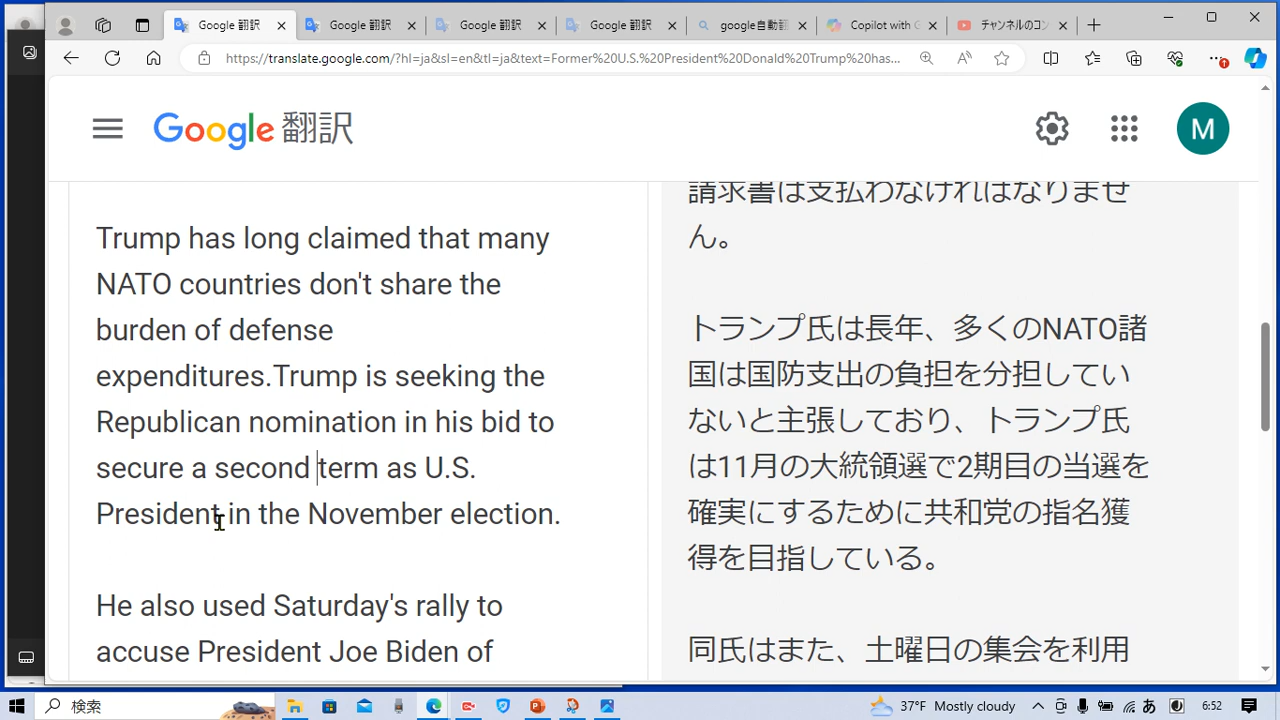 Google 翻訳
Google 翻訳
Google 翻訳
Google 翻訳
google自動翻
Copilot with G
チャンネルのコン
https://translate.google.com/?hl=ja&sl=en&tl=ja&text=Former%20U.S.%20President%20Donald%20Trump%20has...
Google 翻訳
M
Trump has long claimed that many
NATO countries don't share the
burden of defense
expenditures.Trump is seeking the
Republican nomination in his bid to
secure a second term as U.S.
President in the November election.
He also used Saturday's rally to
accuse President Joe Biden of
請求書は支払わなければなりませ
ん。
トランプ氏は長年、多くのNATO諸
国は国防支出の負担を分担してい
ないと主張しており、トランプ氏
は11月の大統領選で2期目の当選を
確実にするために共和党の指名獲
得を目指している。
同氏はまた、土曜日の集会を利用
検索
37°F Mostly cloudy
あ
6:52